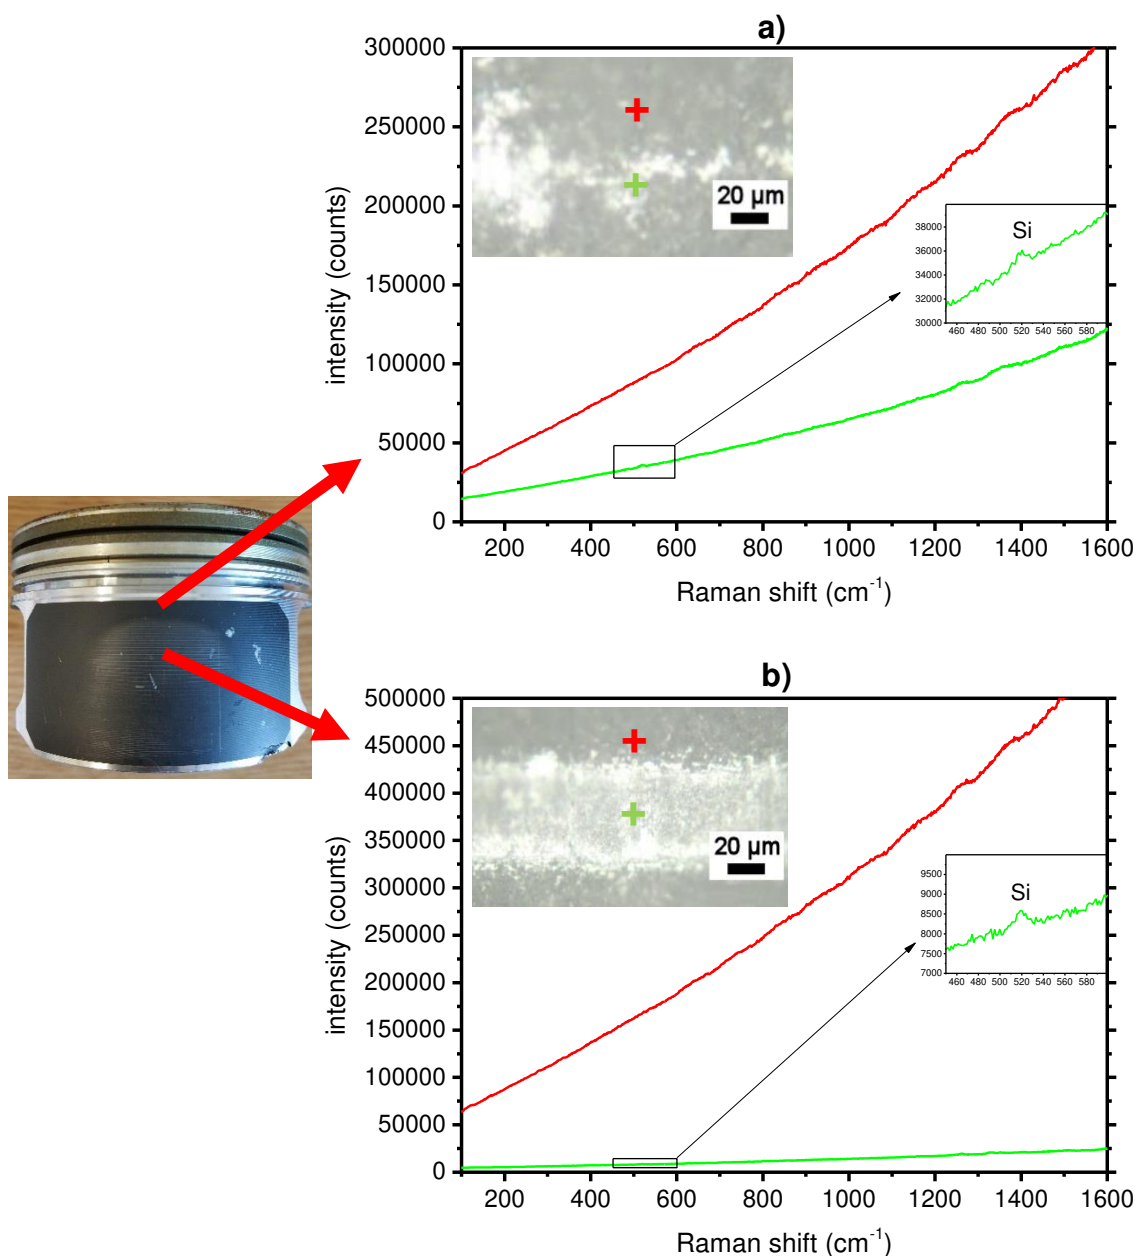 a)
300000
250000
200000
150000
100000
50000
0
intensity (counts)
20 µm
Si
38000
36000
34000
32000
30000
460 480 500 520 540 560 580
200 400 600 800 1000 1200 1400 1600
Raman shift (cm⁻¹)
b)
500000
450000
400000
350000
300000
250000
200000
150000
100000
50000
0
intensity (counts)
20 µm
Si
9500
9000
8500
8000
7500
7000
460 480 500 520 540 560 580
200 400 600 800 1000 1200 1400 1600
Raman shift (cm⁻¹)